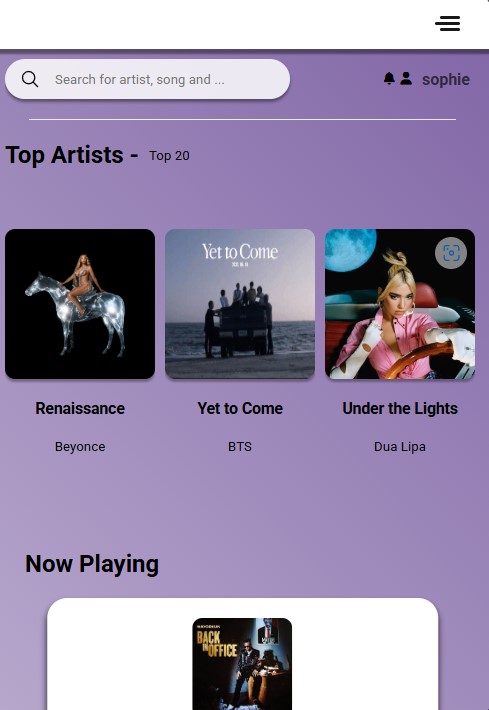 Search for artist, song and ...
sophie
Top Artists - Top 20
Yet to Come
Renaissance
Yet to Come
Under the Lights
Beyonce
BTS
Dua Lipa
Now Playing
BACK
IN OFFICE